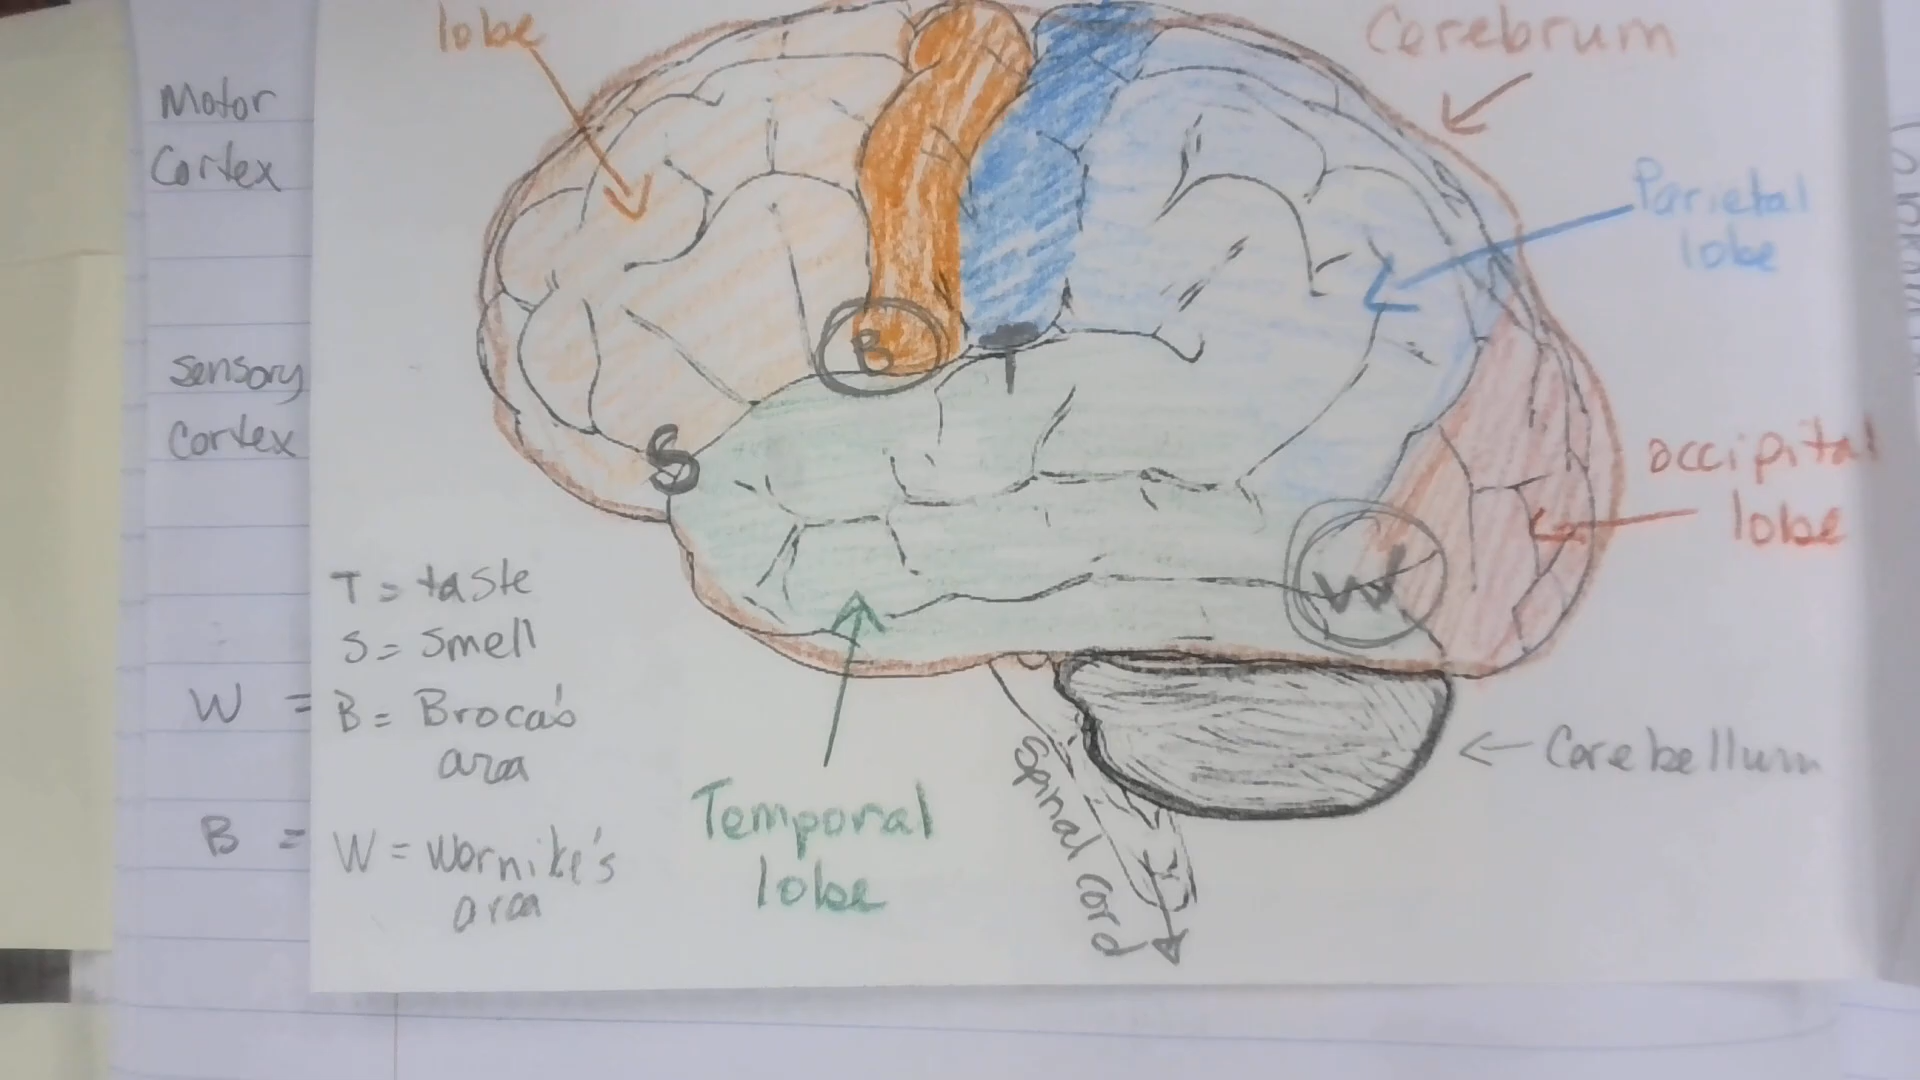 lobe
Cerebrum
Motor
Cortex
Parietal
lobe
Sensory
Cortex
B
T
S
occipital
lobe
W
T = taste
S = Smell
W =
B = Broca's
area
Temporal
lobe
Spinal cord
← Cerebellum
B =
W = Wernike's
area